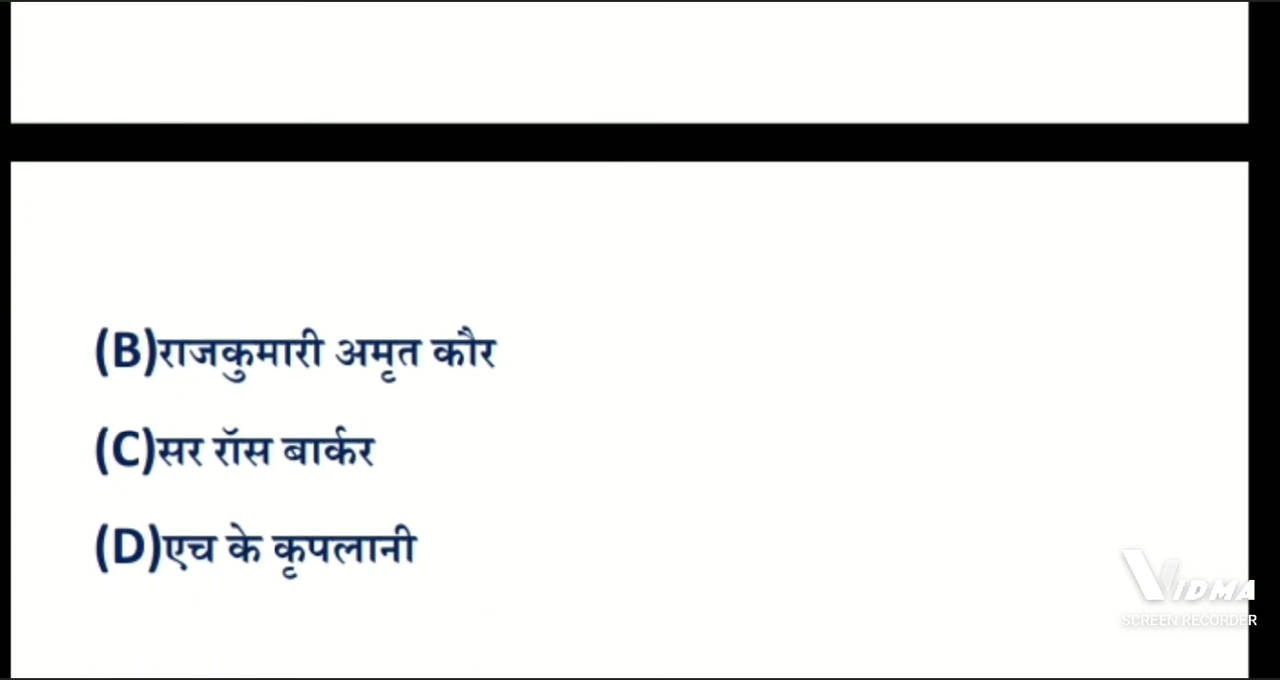 (B)राजकुमारी अमृत कौर
(C)सर रॉस बार्कर
(D)एच के कृपलानी
VIDMA
SCREEN RECORDER